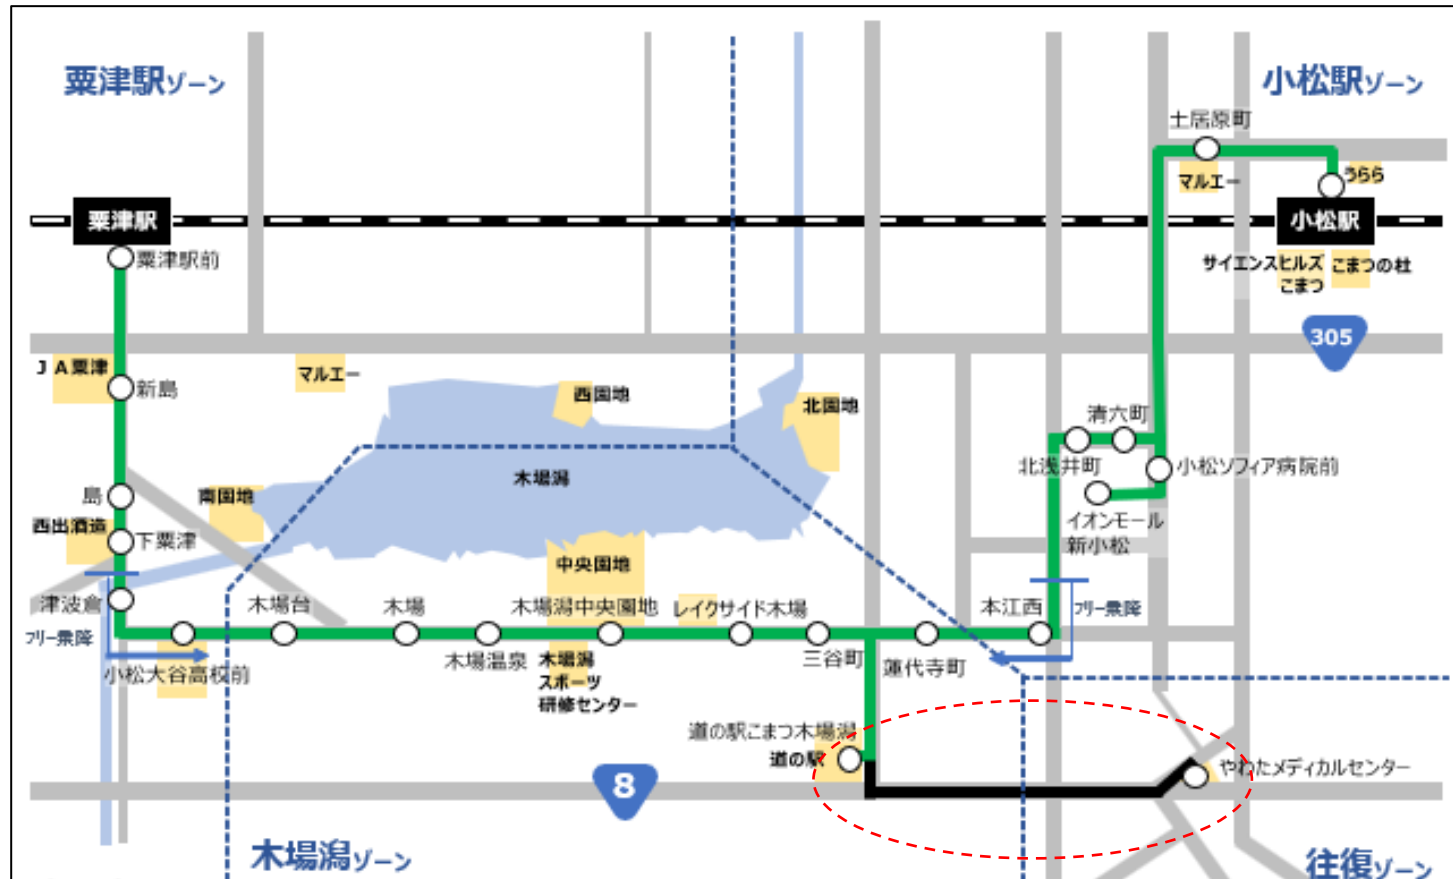 粟津駅ゾーン
小松駅ゾーン
土居原町
マルエー
うらら
粟津駅
小松駅
粟津駅前
サイエンスヒルズ
こまつ
こまつの杜
305
JA粟津
新島
マルエー
西園地
北園地
清六町
北浅井町
小松ソフィア病院前
木場潟
島
南園地
西出酒造
下粟津
イオンモール
新小松
中央園地
津波倉
木場台
木場
木場潟中央園地
レイクサイド木場
本江西
フリー乗降
フリー乗降
小松大谷高校前
木場温泉
木場潟
スポーツ
研修センター
三谷町
蓮代寺町
道の駅こまつ木場潟
道の駅
やわたメディカルセンター
8
木場潟ゾーン
往復ゾーン